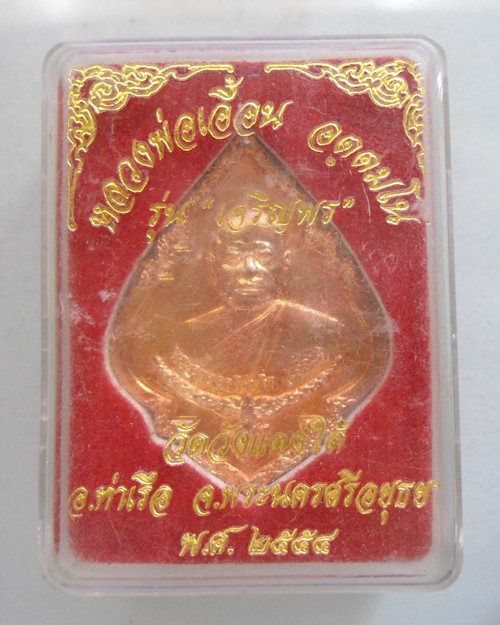 หลวงพ่อเอื้อน อุตตมโน
รุ่น "เจริญพร"
วัดวังแดงใต้
อ.ท่าเรือ จ.พระนครศรีอยุธยา
พ.ศ. ๒๕๕๔